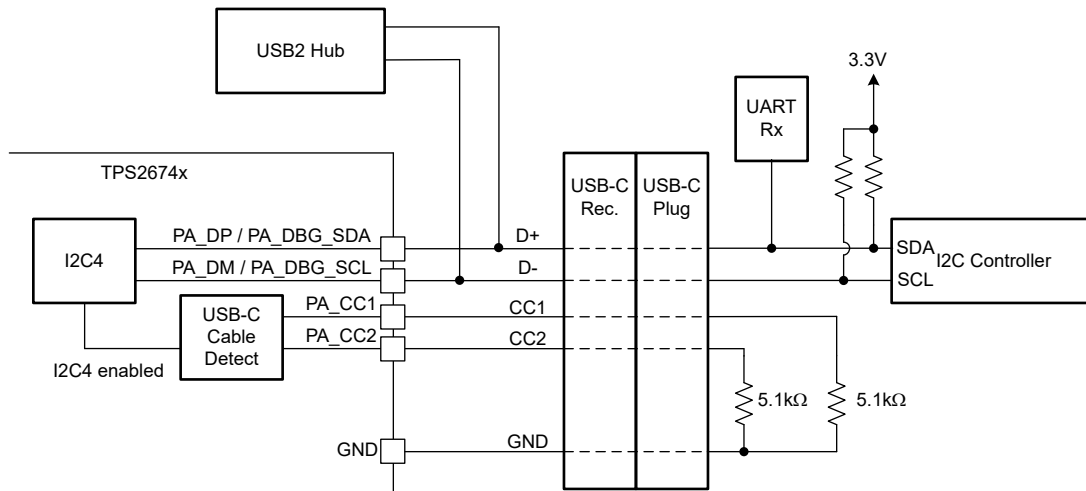 USB2 Hub
3.3V
UART
Rx
TPS2674x
USB-C
Rec.
USB-C
Plug
I2C4
PA_DP / PA_DBG_SDA
D+
SDA
I2C Controller
PA_DM / PA_DBG_SCL
D-
SCL
USB-C
Cable
Detect
PA_CC1
CC1
PA_CC2
CC2
I2C4 enabled
5.1kΩ
5.1kΩ
GND
GND